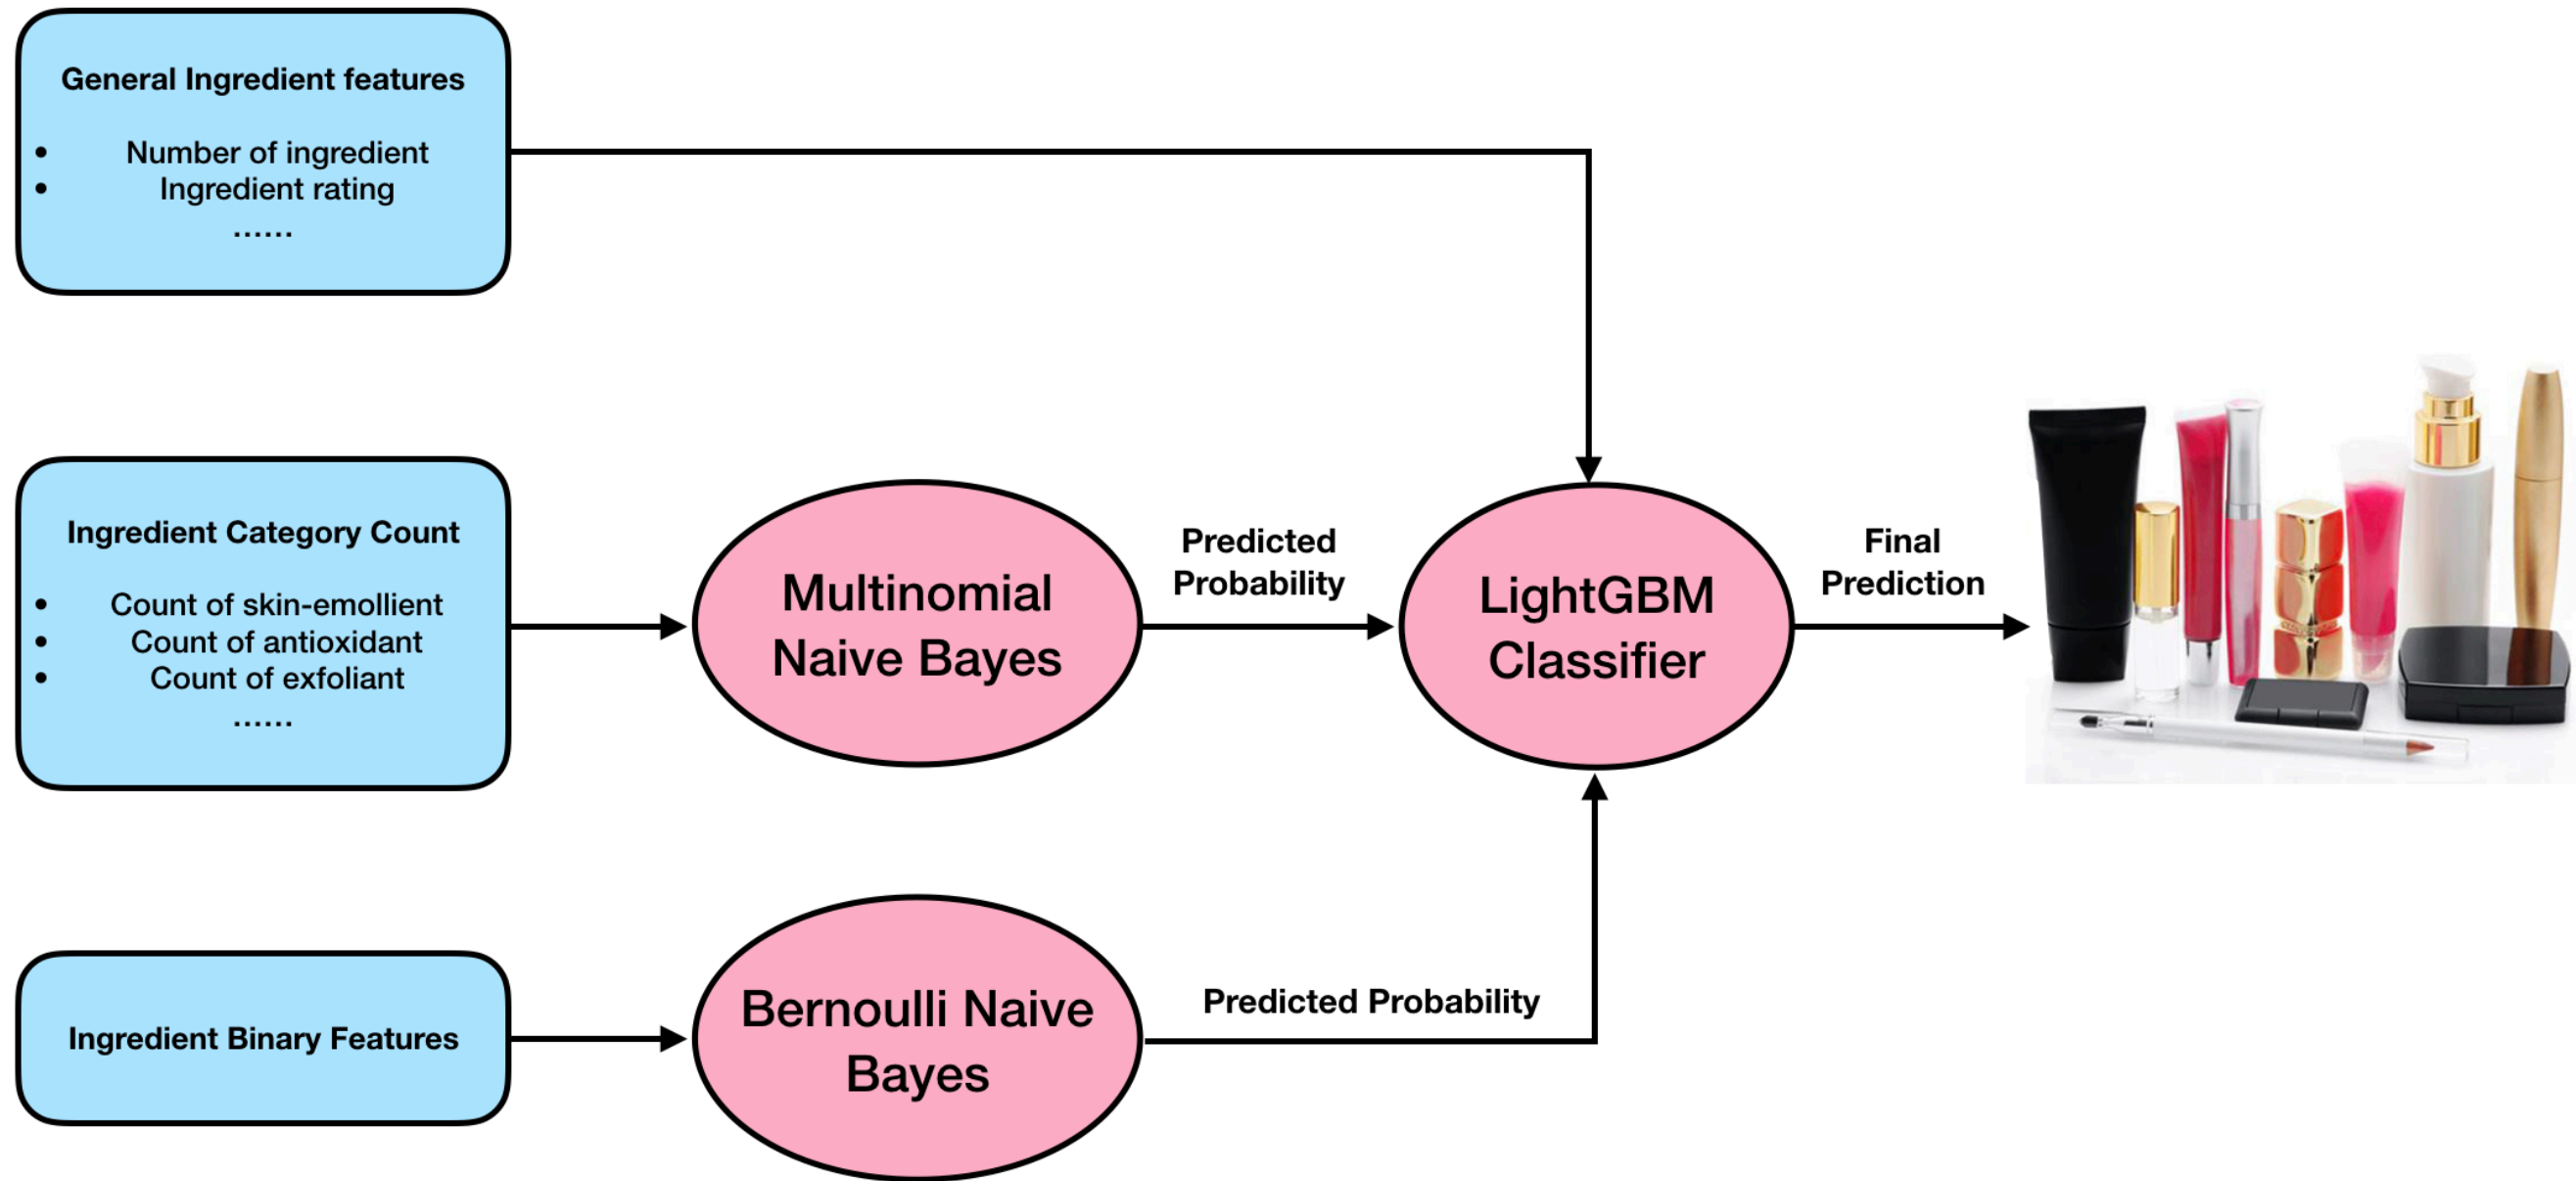 General Ingredient features
• Number of ingredient
• Ingredient rating
......
Ingredient Category Count
• Count of skin-emollient
• Count of antioxidant
• Count of exfoliant
......
Multinomial
Naive Bayes
Predicted
Probability
LightGBM
Classifier
Final
Prediction
Ingredient Binary Features
Bernoulli Naive
Bayes
Predicted Probability